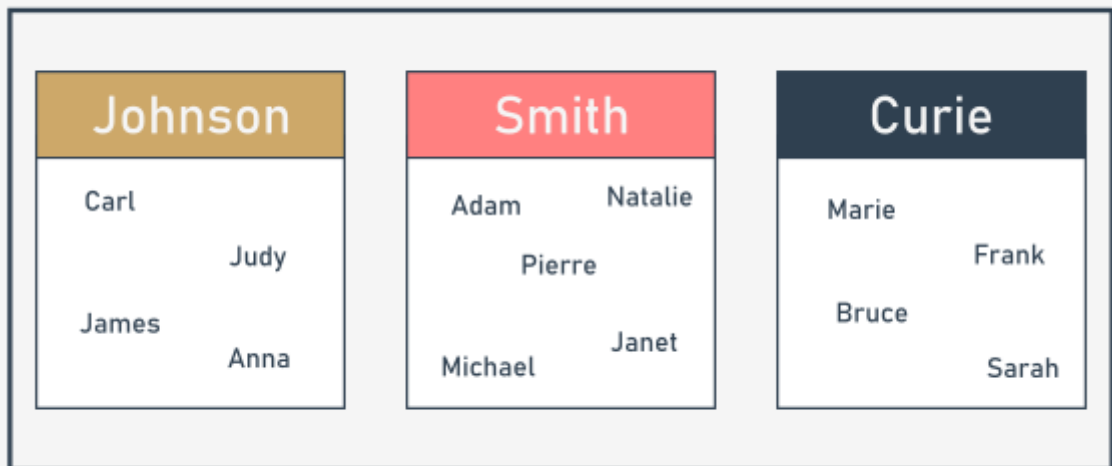 Johnson
Carl
Judy
James
Anna
Smith
Adam
Natalie
Pierre
Janet
Michael
Curie
Marie
Frank
Bruce
Sarah